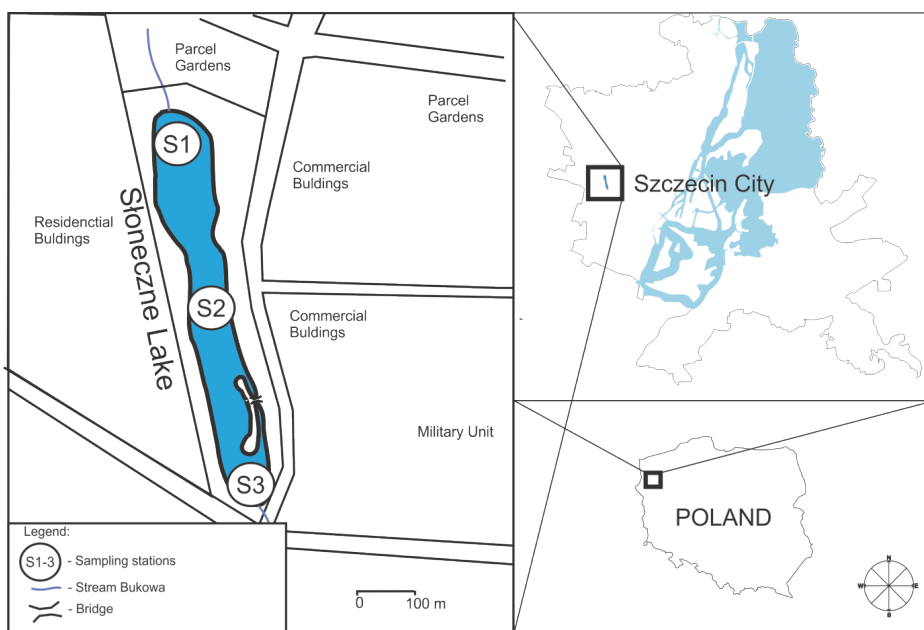 Parcel
Gardens
Parcel
Gardens
S1
Commercial
Buldings
Residenctial
Buldings
Słoneczne Lake
S2
Commercial
Buldings
Military Unit
S3
Legend:
S1-3 - Sampling stations
- Stream Bukowa
- Bridge
0 100 m
Szczecin City
POLAND
N
W E
S